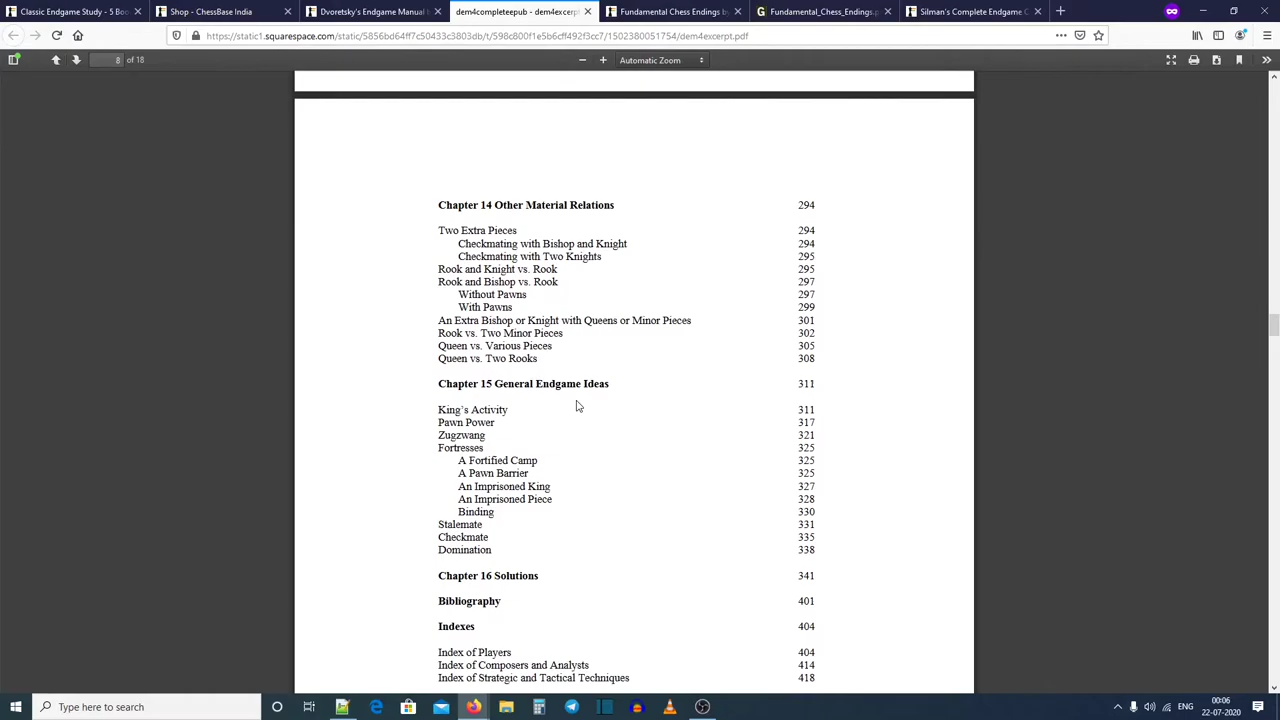 Classic Endgame Study - 5 Boo
Shop - ChessBase India
Dvoretsky's Endgame Manual
dem4completeepub - dem4excerpt
Fundamental Chess Endings by
Fundamental_Chess_Endings.p
Silman's Complete Endgame C
https://static1.squarespace.com/static/5856bd64ff7c50433c3803db/t/598c800f1e5b6cff492f3cc7/1502380051754/dem4excerpt.pdf
8 of 18
Automatic Zoom
Chapter 14 Other Material Relations 294
Two Extra Pieces 294
Checkmating with Bishop and Knight 294
Checkmating with Two Knights 295
Rook and Knight vs. Rook 295
Rook and Bishop vs. Rook 297
Without Pawns 297
With Pawns 299
An Extra Bishop or Knight with Queens or Minor Pieces 301
Rook vs. Two Minor Pieces 302
Queen vs. Various Pieces 305
Queen vs. Two Rooks 308
Chapter 15 General Endgame Ideas 311
King's Activity 311
Pawn Power 317
Zugzwang 321
Fortresses 325
A Fortified Camp 325
A Pawn Barrier 325
An Imprisoned King 327
An Imprisoned Piece 328
Binding 330
Stalemate 331
Checkmate 335
Domination 338
Chapter 16 Solutions 341
Bibliography 401
Indexes 404
Index of Players 404
Index of Composers and Analysts 414
Index of Strategic and Tactical Techniques 418
Type here to search
ENG
00:06
22-07-2020